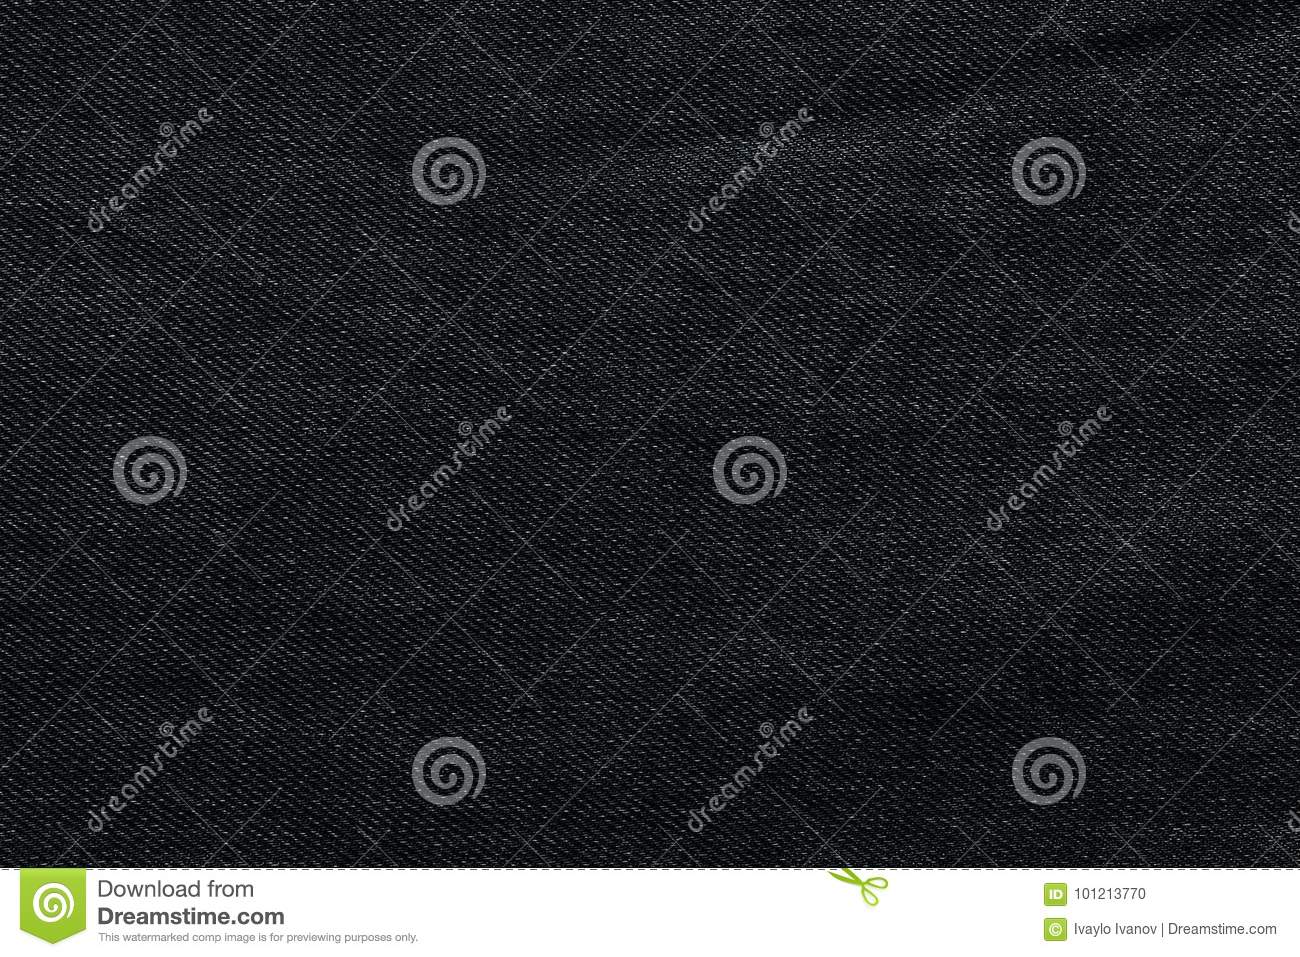 dreamstime
dreamstime
dreamstime
dreamstime
dreamstime
dreamstime
Download from
Dreamstime.com
This watermarked comp image is for previewing purposes only.
ID 101213770
© Ivaylo Ivanov | Dreamstime.com